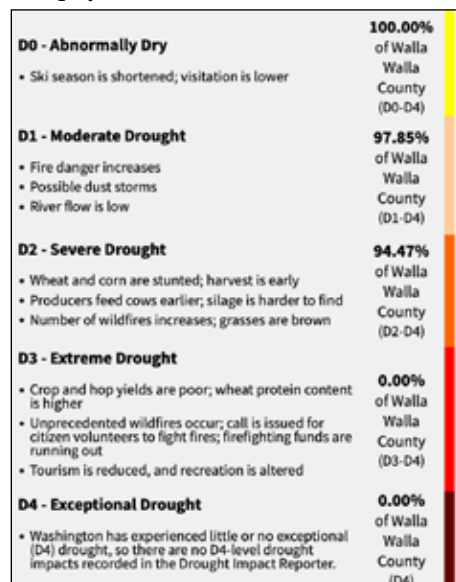 D0 - Abnormally Dry
• Ski season is shortened; visitation is lower
100.00%
of Walla
Walla
County
(D0-D4)
D1 - Moderate Drought
• Fire danger increases
• Possible dust storms
• River flow is low
97.85%
of Walla
Walla
County
(D1-D4)
D2 - Severe Drought
• Wheat and corn are stunted; harvest is early
• Producers feed cows earlier; silage is harder to find
• Number of wildfires increases; grasses are brown
94.47%
of Walla
Walla
County
(D2-D4)
D3 - Extreme Drought
• Crop and hop yields are poor; wheat protein content
is higher
• Unprecedented wildfires occur; call is issued for
citizen volunteers to fight fires; firefighting funds are
running out
• Tourism is reduced, and recreation is altered
0.00%
of Walla
Walla
County
(D3-D4)
D4 - Exceptional Drought
• Washington has experienced little or no exceptional
(D4) drought, so there are no D4-level drought
impacts recorded in the Drought Impact Reporter.
0.00%
of Walla
Walla
County
(D4)